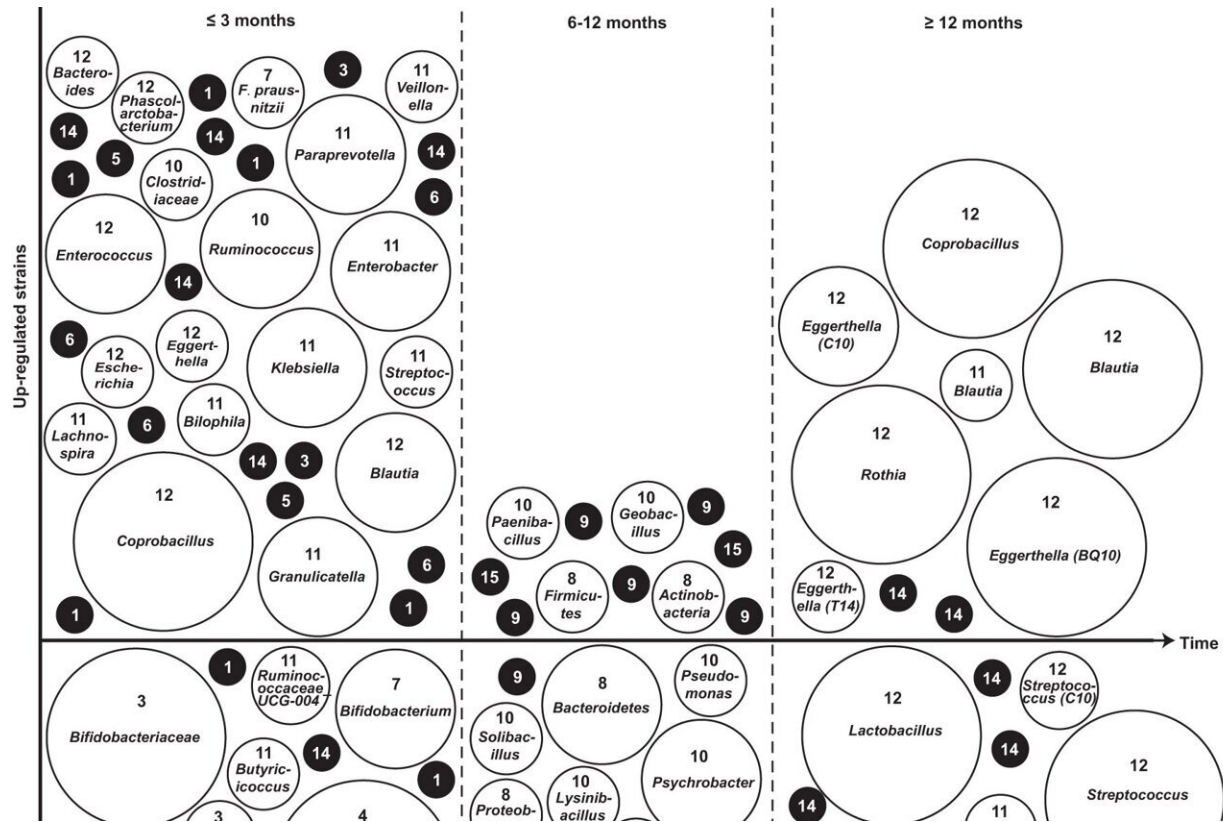 ≤ 3 months
6-12 months
≥ 12 months
Up-regulated strains
12
Bactero-
ides
12
Phascol-
arctoba-
cterium
1
7
F. praus-
nitzii
3
11
Veillon-
ella
14
5
14
1
11
Paraprevotella
14
1
10
Clostrid-
iaceae
6
12
Enterococcus
10
Ruminococcus
11
Enterobacter
14
6
12
Esche-
richia
12
Eggert-
hella
11
Klebsiella
11
Streptoc-
occus
11
Lachno-
spira
6
11
Bilophila
14
3
5
12
Blautia
12
Coprobacillus
11
Granulicatella
6
1
1
10
Paeniba-
cillus
9
10
Geobac-
illus
9
15
15
8
Firmicu-
tes
9
8
Actinob-
acteria
9
9
12
Coprobacillus
12
Eggerthella
(C10)
12
Blautia
11
Blautia
12
Rothia
12
Eggerthella (BQ10)
12
Eggerth-
ella (T14)
14
14
Time
3
Bifidobacteriaceae
1
11
Ruminoc-
occaceae_
UCG-004
7
Bifidobacterium
11
Butyric-
icoccus
14
1
3
4
9
8
Bacteroidetes
10
Pseudo-
monas
10
Soliba-
cillus
10
Psychrobacter
8
Proteob-
10
Lysinib-
acillus
12
Lactobacillus
14
12
Streptoco-
ccus (C10)
14
12
Streptococcus
14
11